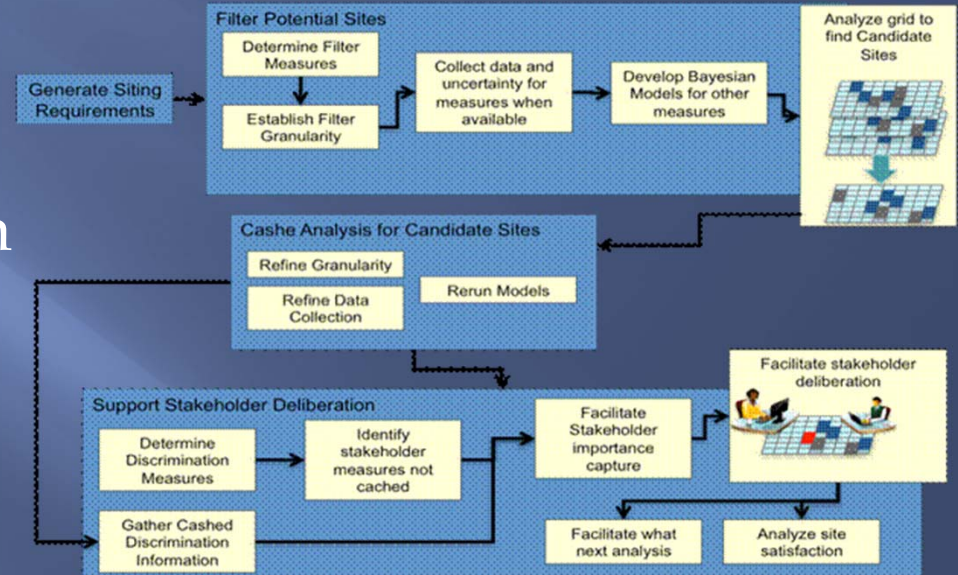 Filter Potential Sites
Analyze grid to
find Candidate
Sites
Determine Filter
Measures
Generate Siting
Requirements
Collect data and
uncertainty for
measures when
available
Develop Bayesian
Models for other
measures
Establish Filter
Granularity
n
Cashe Analysis for Candidate Sites
Refine Granularity
Refine Data
Collection
Rerun Models
Facilitate stakeholder
deliberation
Support Stakeholder Deliberation
Determine
Discrimination
Measures
Identify
stakeholder
measures not
cached
Facilitate
Stakeholder
importance
capture
Gather Cashed
Discrimination
Information
Facilitate what
next analysis
Analyze site
satisfaction